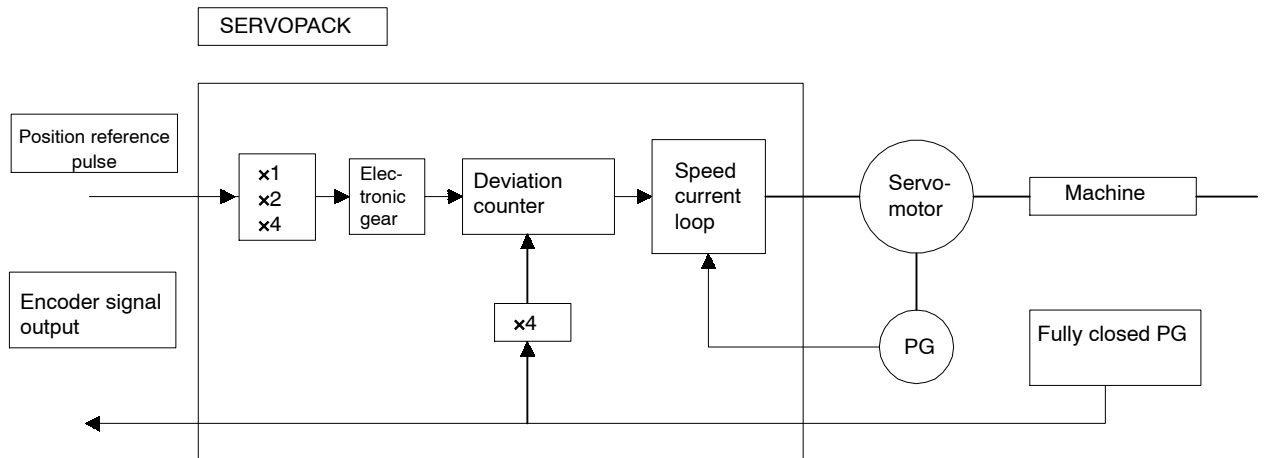 SERVOPACK
Position reference
pulse
×1
×2
×4
Elec-
tronic
gear
Deviation
counter
Speed
current
loop
Servo-
motor
Machine
Encoder signal
output
×4
PG
Fully closed PG